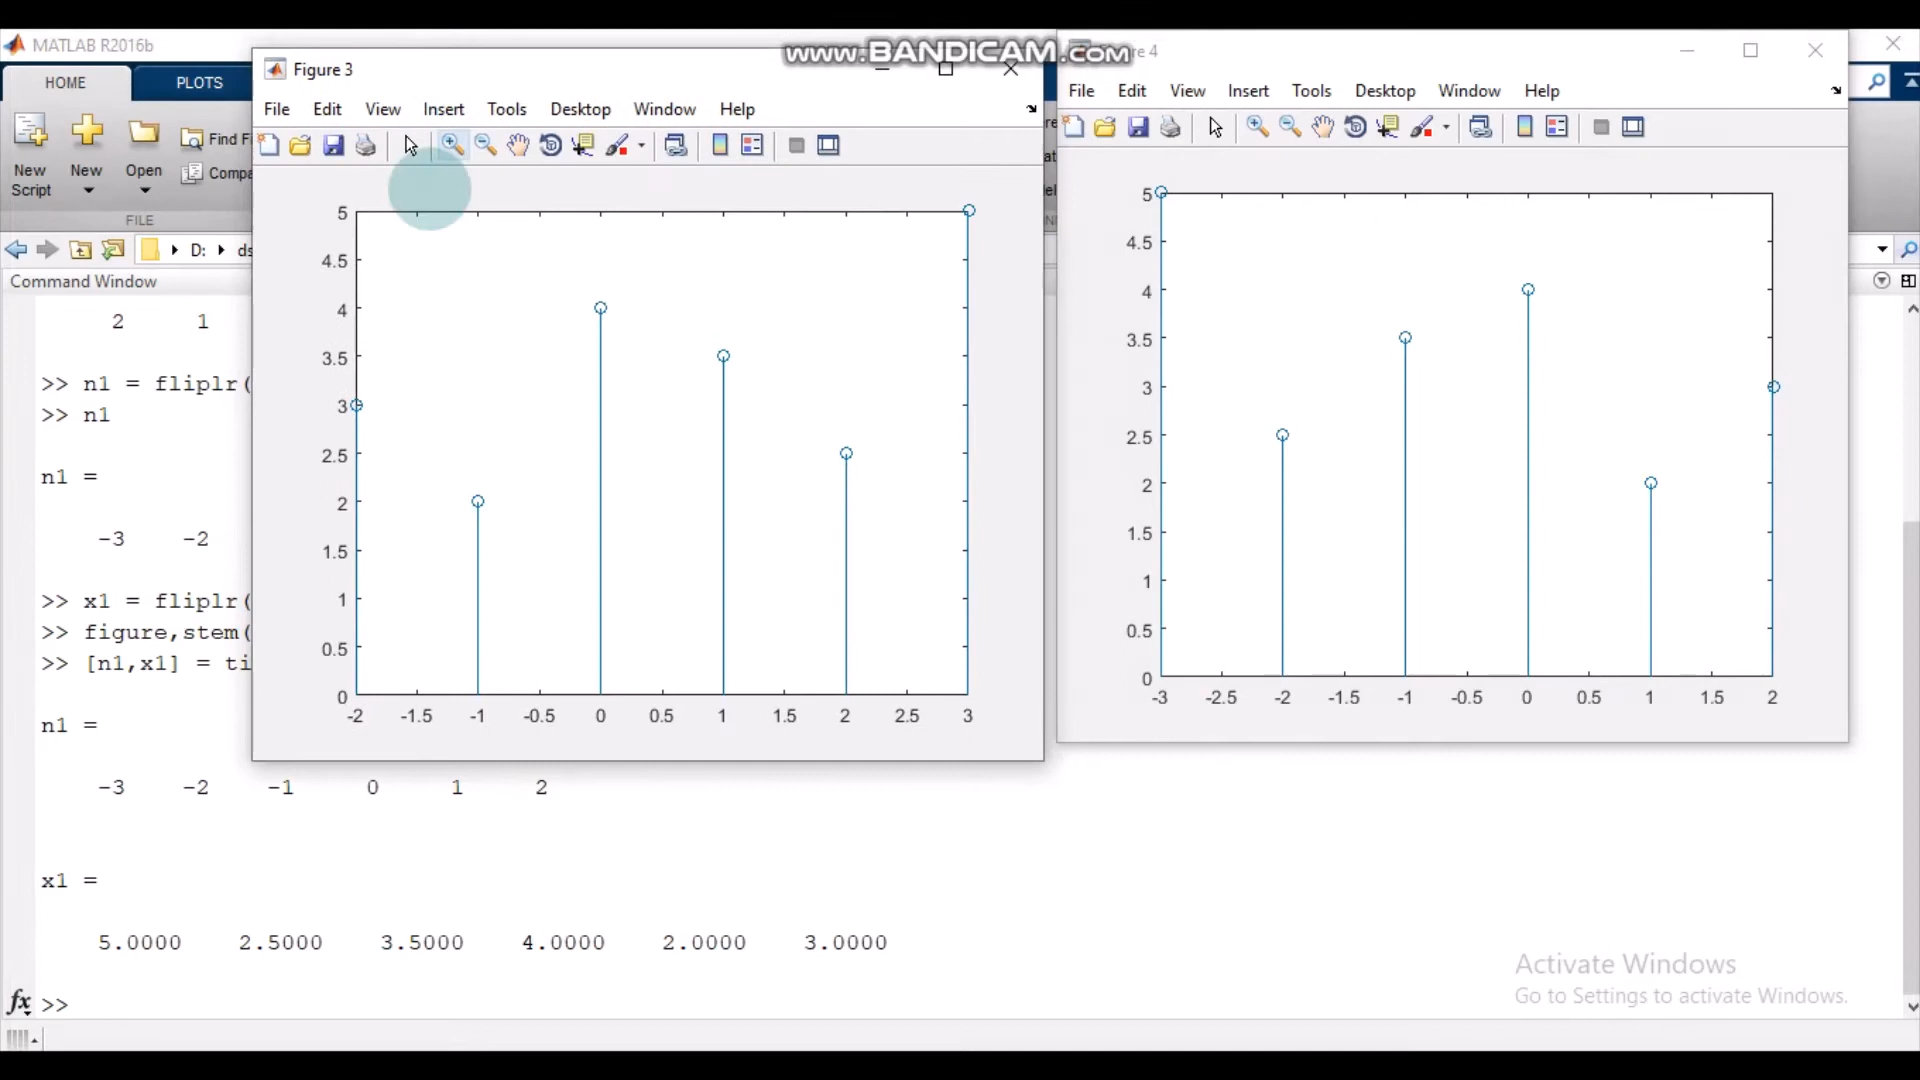 www.BANDICAM.com
MATLAB R2016b
HOME
PLOTS
New
Script
New
Open
Find Fi
Compa
FILE
D:
ds
Command Window
2 1
>> n1 = fliplr(
>> n1
n1 =
-3 -2
>> x1 = fliplr(
>> figure,stem(
>> [n1,x1] = ti
n1 =
-3 -2 -1 0 1 2
x1 =
5.0000 2.5000 3.5000 4.0000 2.0000 3.0000
fx >>
Figure 3
File Edit View Insert Tools Desktop Window Help
5
4.5
4
3.5
3
2.5
2
1.5
1
0.5
0
-2 -1.5 -1 -0.5 0 0.5 1 1.5 2 2.5 3
4
File Edit View Insert Tools Desktop Window Help
5
4.5
4
3.5
3
2.5
2
1.5
1
0.5
0
-3 -2.5 -2 -1.5 -1 -0.5 0 0.5 1 1.5 2
Activate Windows
Go to Settings to activate Windows.